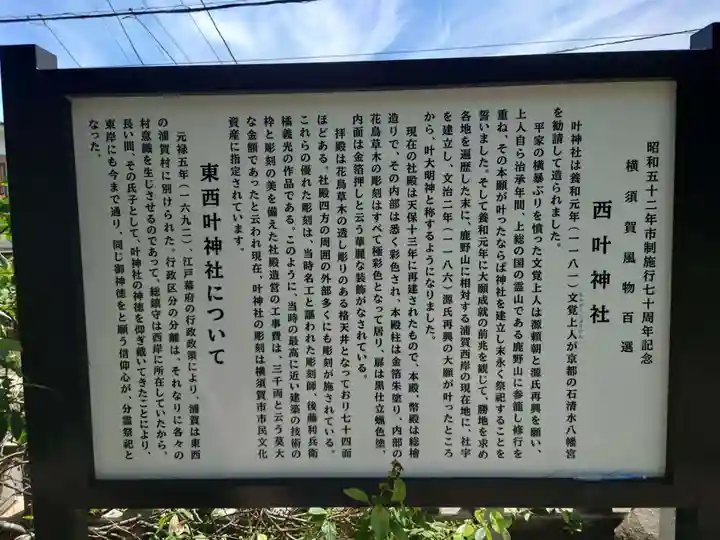 昭和五十二年市制施行七十周年記念
横須賀風物百選
西叶神社
叶神社は養和元年（一一八一）文覚上人が京都の石清水八幡宮
を勧請して造られました。
平家の横暴ぶりを憤った文覚上人は源頼朝と源氏再興を願い、
上人自ら治承年間、上総の国の霊山である鹿野山に参籠し修行を
重ね、その本願が叶ったならば神社を建立し末永く祭祀することを
誓いました。そして養和元年に大願成就の前兆を観じて、勝地を求め
各地を遍歴した末に、鹿野山に相対する浦賀西岸の現在地に、社宇
を建立し、文治二年（一一八六）源氏再興の大願が叶ったところ
から、叶大明神と称するようになりました。
現在の社殿は天保十三年に再建されたもので、本殿、幣殿は総檜
造りで、その内部は悉く彩色され、本殿柱は金箔朱塗り、内部の
花鳥草木の彫刻はすべて極彩色となって居り、扉は黒仕立蝋色塗、
内面は金箔押しと云う華麗な装飾がなされている。
拝殿は花鳥草木の透し彫りのある格天井となっており七十四面
ほどある。社殿四方の周囲の外部多くにも彫刻が施されている。
これらの優れた彫刻は、当時名工と謳われた彫刻師、後藤利兵衛
橘義光の作品である。このように、当時の最高に近い建築の技術の
枠と彫刻の美を備えた社殿造営の工事費は、三千両と云う莫大
な金額であったと云われ現在、叶神社の彫刻は横須賀市市民文化
資産に指定されています。
東西叶神社について
元禄五年（一六九二）、江戸幕府の行政政策により、浦賀は東西
の浦賀村に別けられた。行政区分の分離は、それなりに各々の
村意識を生じさせるのであって、総鎮守は西岸に所在していたから、
長い間、その氏子として、叶神社の神徳を仰ぎ戴いてきたことにより、
東岸にも今まで通り、同じ御神徳をと願う信仰心が、分霊祭祀と
なった。